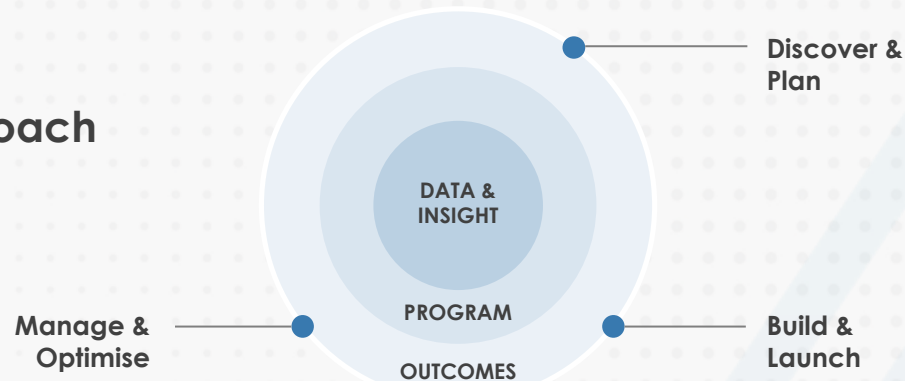 Discover &
Plan
oach
DATA &
INSIGHT
PROGRAM
Manage &
Optimise
Build &
Launch
OUTCOMES